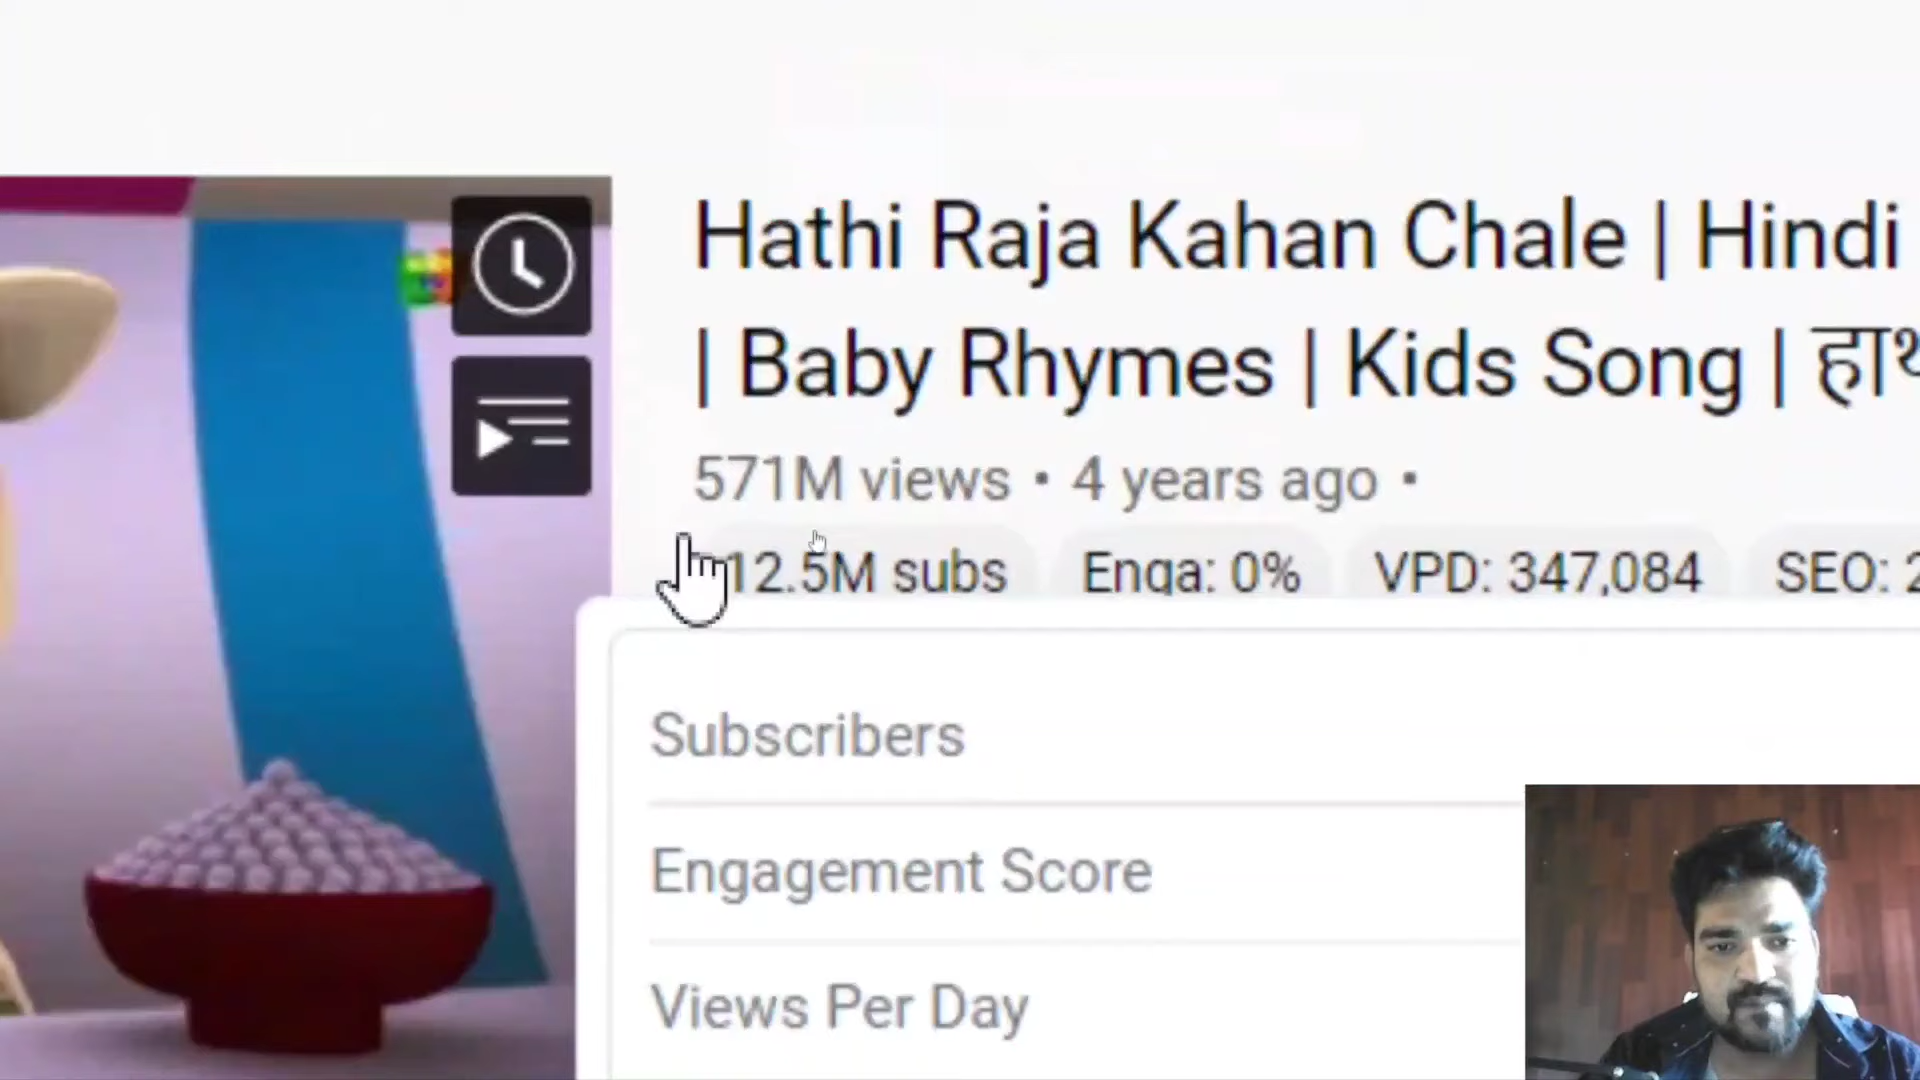 Hathi Raja Kahan Chale | Hindi
| Baby Rhymes | Kids Song |
571M views • 4 years ago •
12.5M subs Enga: 0% VPD: 347,084 SEO:
Subscribers
Engagement Score
Views Per Day